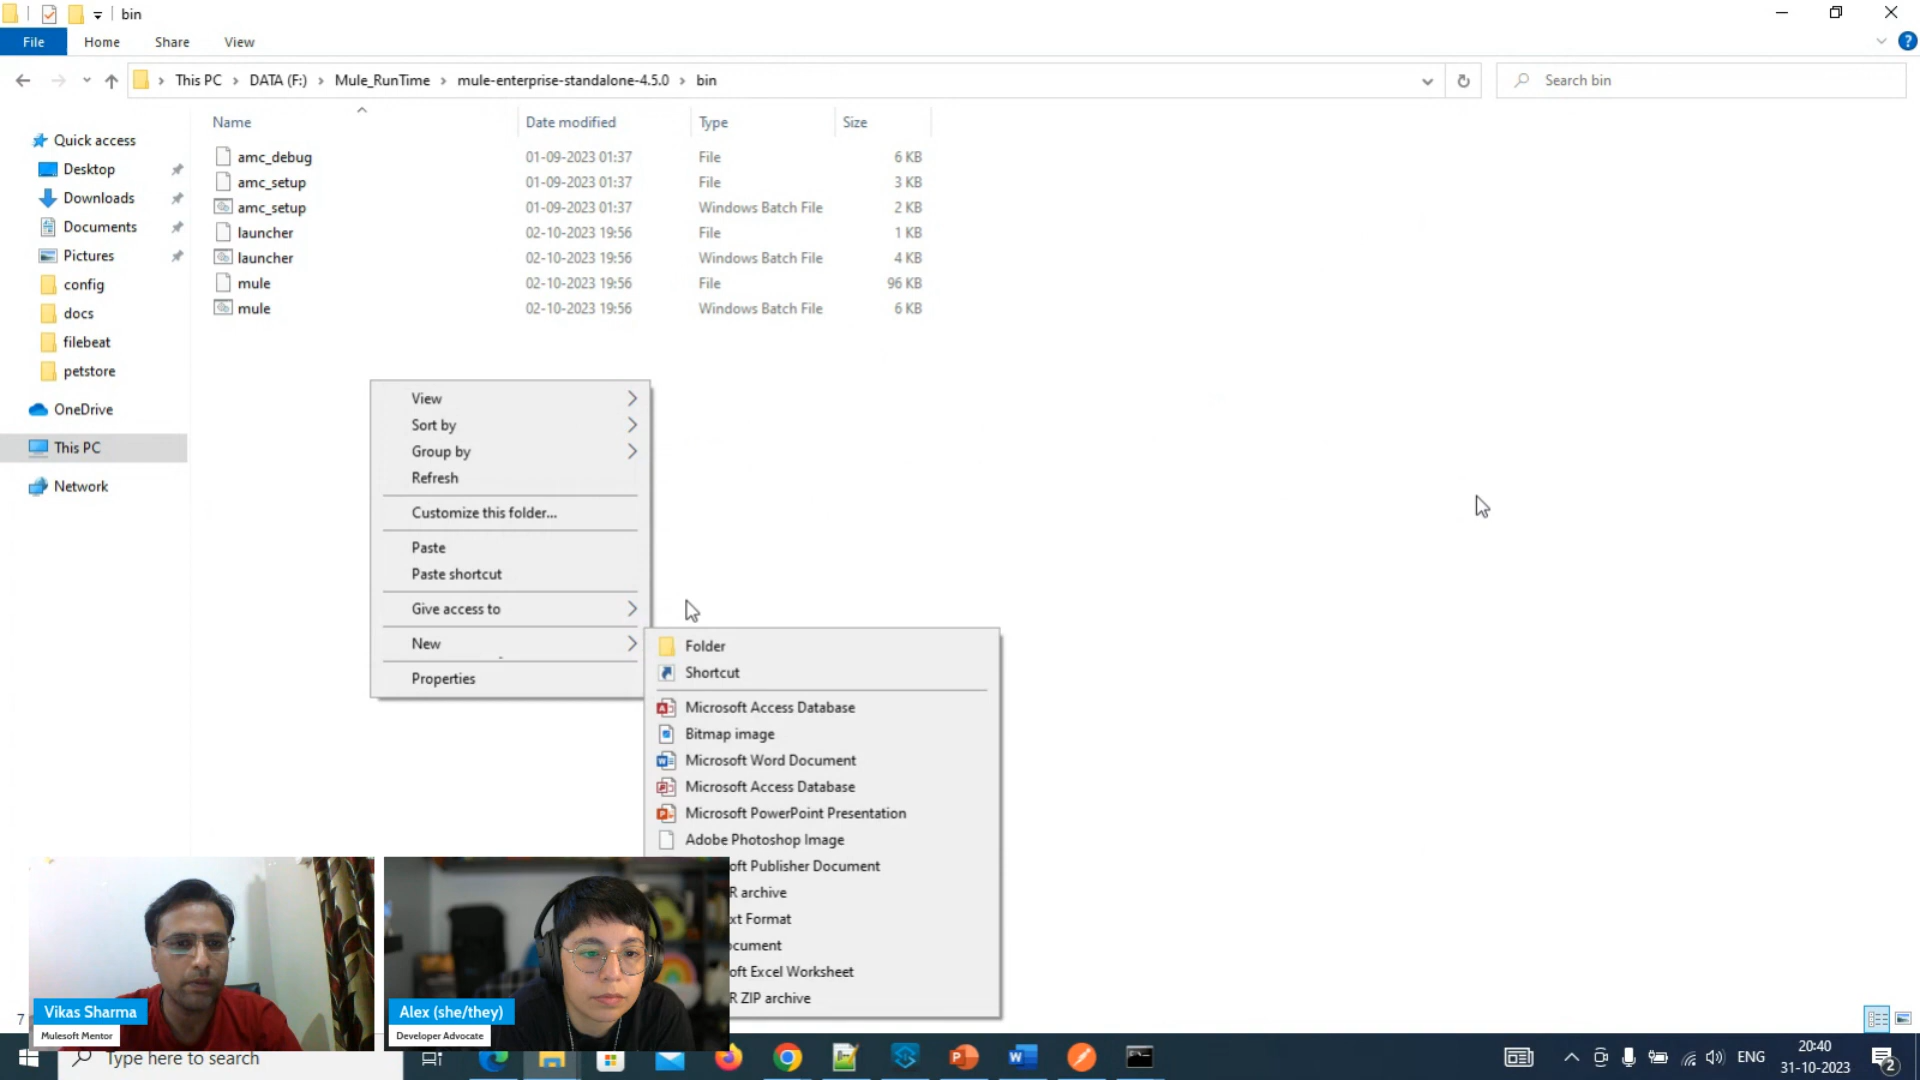 bin
File
Home
Share
View
This PC
DATA (F:)
Mule_RunTime
mule-enterprise-standalone-4.5.0
bin
Search bin
Name
Date modified
Type
Size
Quick access
Desktop
Downloads
Documents
Pictures
config
docs
filebeat
petstore
OneDrive
This PC
Network
amc_debug 01-09-2023 01:37 File 6 KB
amc_setup 01-09-2023 01:37 File 3 KB
amc_setup 01-09-2023 01:37 Windows Batch File 2 KB
launcher 02-10-2023 19:56 File 1 KB
launcher 02-10-2023 19:56 Windows Batch File 4 KB
mule 02-10-2023 19:56 File 96 KB
mule 02-10-2023 19:56 Windows Batch File 6 KB
View
Sort by
Group by
Refresh
Customize this folder...
Paste
Paste shortcut
Give access to
New
Properties
Folder
Shortcut
Microsoft Access Database
Bitmap image
Microsoft Word Document
Microsoft Access Database
Microsoft PowerPoint Presentation
Adobe Photoshop Image
oft Publisher Document
R archive
xt Format
ocument
oft Excel Worksheet
R ZIP archive
7
Vikas Sharma
Mulesoft Mentor
Alex (she/they)
Developer Advocate
Type here to search
ENG
20:40
31-10-2023
2